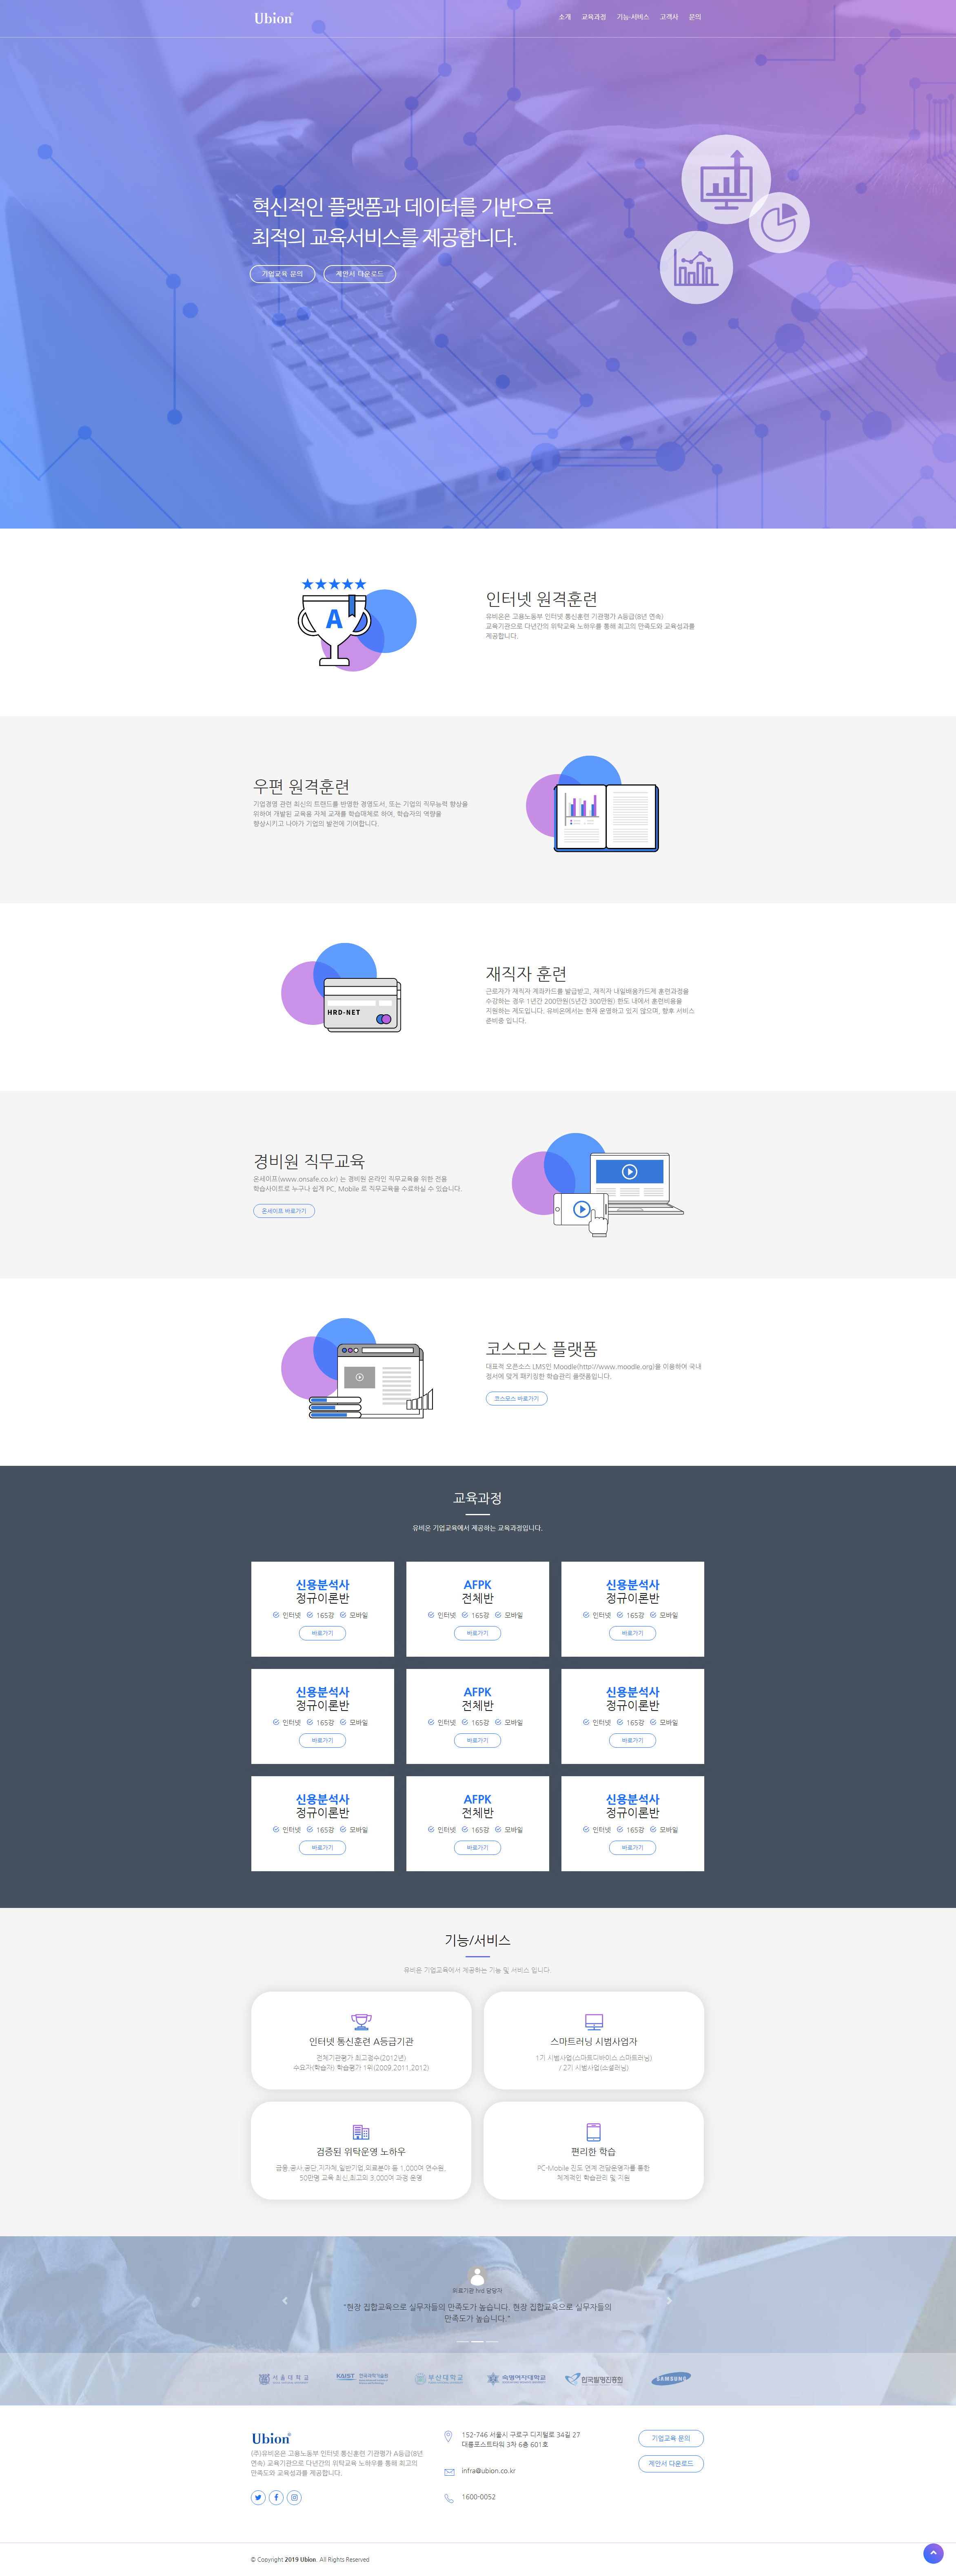 Ubion
소개 교육과정 기능·서비스 고객사 문의
혁신적인 플랫폼과 데이터를 기반으로
최적의 교육서비스를 제공합니다.
기업교육 문의 제안서 다운로드
A
인터넷 원격훈련
유비온은 고용노동부 인터넷 통신훈련 기관평가 A등급(8년 연속)
교육기관으로 다년간의 위탁교육 노하우를 통해 최고의 만족도와 교육성과를
제공합니다.
우편 원격훈련
기업경영 관련 최신의 트렌드를 반영한 경영도서, 또는 기업의 직무능력 향상을
위하여 개발된 교육용 자체 교재를 학습매체로 하여, 학습자의 역량을
향상시키고 나아가 기업의 발전에 기여합니다.
HRD-NET
재직자 훈련
근로자가 재직자 계좌카드를 발급받고, 재직자 내일배움카드제 훈련과정을
수강하는 경우 1년간 200만원(5년간 300만원) 한도 내에서 훈련비용을
지원하는 제도입니다. 유비온에서는 현재 운영하고 있지 않으며, 향후 서비스
준비중 입니다.
경비원 직무교육
온세이프(www.onsafe.co.kr) 는 경비원 온라인 직무교육을 위한 전용
학습사이트로 누구나 쉽게 PC, Mobile 로 직무교육을 수료하실 수 있습니다.
온세이프 바로가기
코스모스 플랫폼
대표적 오픈소스 LMS인 Moodle(http://www.moodle.org)을 이용하여 국내
정서에 맞게 패키징한 학습관리 플랫폼입니다.
코스모스 바로가기
교육과정
유비온 기업교육에서 제공하는 교육과정입니다.
신용분석사 AFPK 신용분석사
정규이론반 전체반 정규이론반
인터넷 165강 모바일 인터넷 165강 모바일 인터넷 165강 모바일
바로가기 바로가기 바로가기
신용분석사 AFPK 신용분석사
정규이론반 전체반 정규이론반
인터넷 165강 모바일 인터넷 165강 모바일 인터넷 165강 모바일
바로가기 바로가기 바로가기
신용분석사 AFPK 신용분석사
정규이론반 전체반 정규이론반
인터넷 165강 모바일 인터넷 165강 모바일 인터넷 165강 모바일
바로가기 바로가기 바로가기
기능/서비스
유비온 기업교육에서 제공하는 기능 및 서비스 입니다.
인터넷 통신훈련 A등급기관
전체기관평가 최고점수(2012년)
수요자(학습자) 학습평가 1위(2009,2011,2012)
스마트러닝 시범사업자
1기 시범사업(스마트디바이스 스마트러닝)
/ 2기 시범사업(소셜러닝)
검증된 위탁운영 노하우
금융,공사,공단,지자체,일반기업,의료분야 등 1,000여 연수원,
50만명 교육 최신,최고의 3,000여 과정 운영
편리한 학습
PC-Mobile 진도 연계 전담운영자를 통한
체계적인 학습관리 및 지원
의료기관 hrd 담당자
"현장 집합교육으로 실무자들의 만족도가 높습니다. 현장 집합교육으로 실무자들의
만족도가 높습니다."
서울대학교 KAIST 한국과학기술원 부산대학교 숙명여자대학교 한국발명진흥회 SAMSUNG
Ubion
(주)유비온은 고용노동부 인터넷 통신훈련 기관평가 A등급(8년
연속) 교육기관으로 다년간의 위탁교육 노하우를 통해 최고의
만족도와 교육성과를 제공합니다.
152-746 서울시 구로구 디지털로 34길 27
대륭포스트타워 3차 6층 601호
infra@ubion.co.kr
1600-0052
기업교육 문의
제안서 다운로드
© Copyright 2019 Ubion. All Rights Reserved